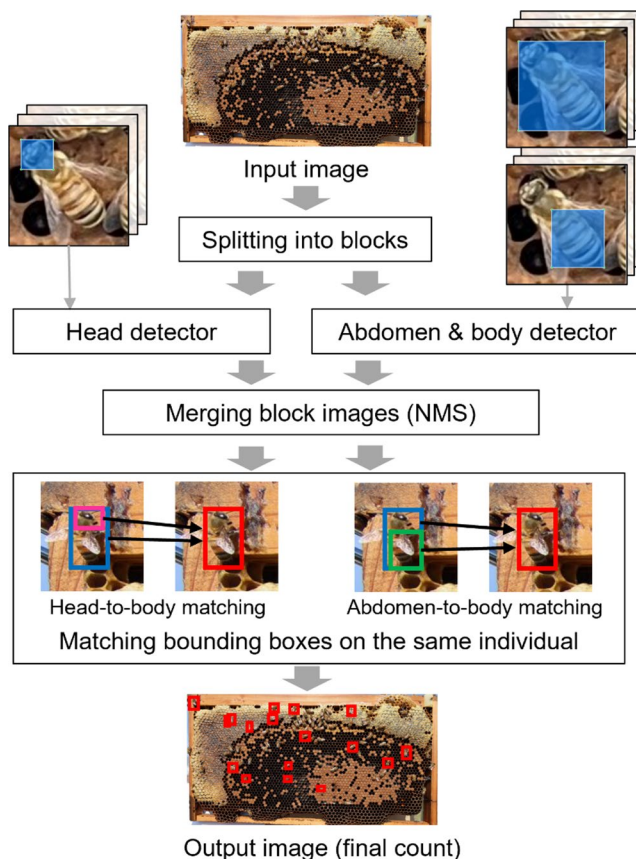 Input image
Splitting into blocks
Head detector
Abdomen & body detector
Merging block images (NMS)
Head-to-body matching
Abdomen-to-body matching
Matching bounding boxes on the same individual
Output image (final count)